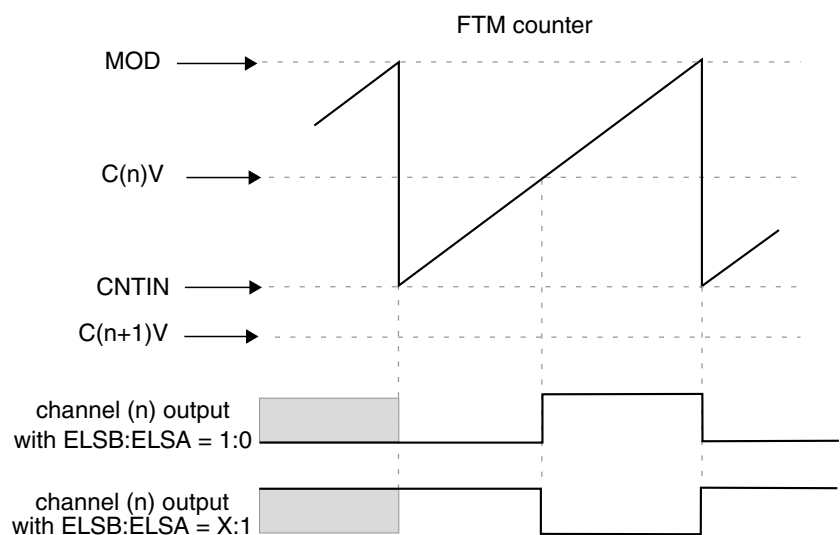 FTM counter
MOD
C(n)V
CNTIN
C(n+1)V
channel (n) output
with ELSB:ELSA = 1:0
channel (n) output
with ELSB:ELSA = X:1